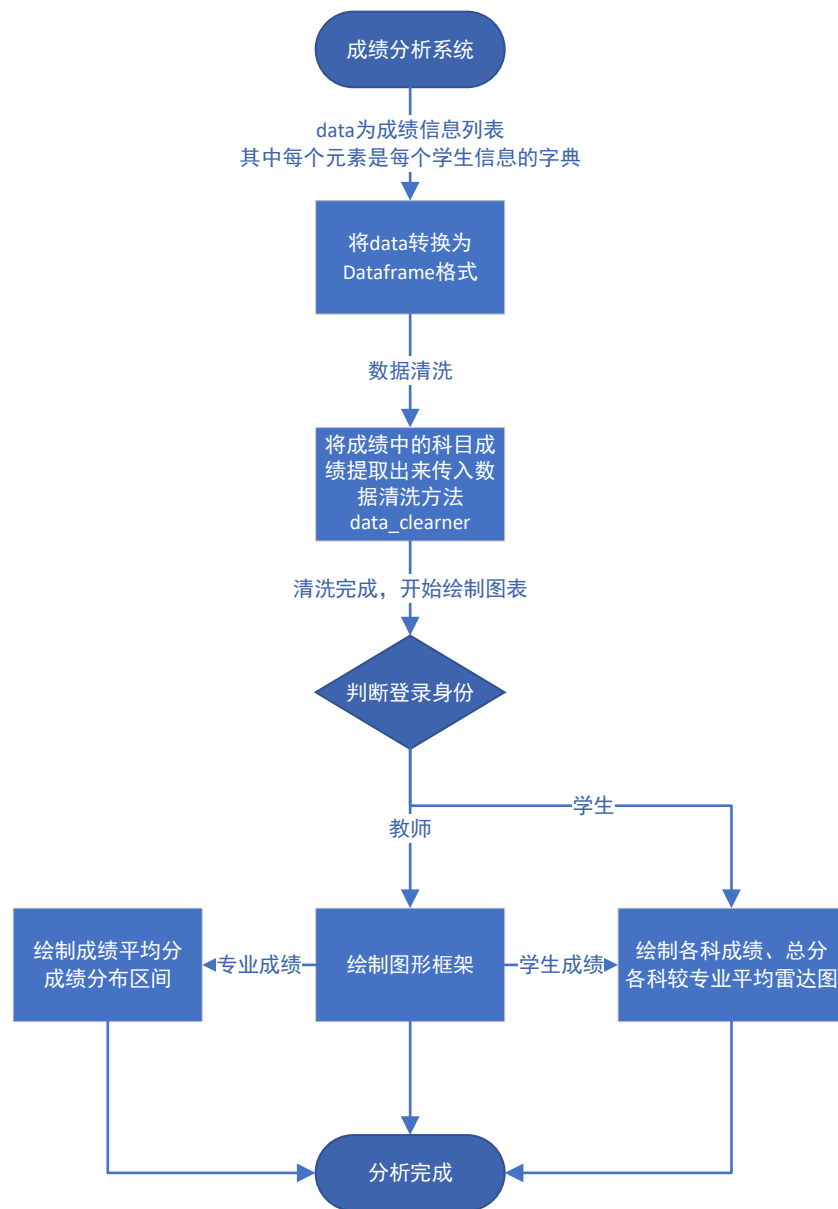 成绩分析系统
data为成绩信息列表
其中每个元素是每个学生信息的字典
将data转换为
Dataframe格式
数据清洗
将成绩中的科目成
绩提取出来传入数
据清洗方法
data_clearner
清洗完成，开始绘制图表
判断登录身份
学生
教师
绘制成绩平均分
成绩分布区间
专业成绩
绘制图形框架
学生成绩
绘制各科成绩、总分
各科较专业平均雷达图
分析完成